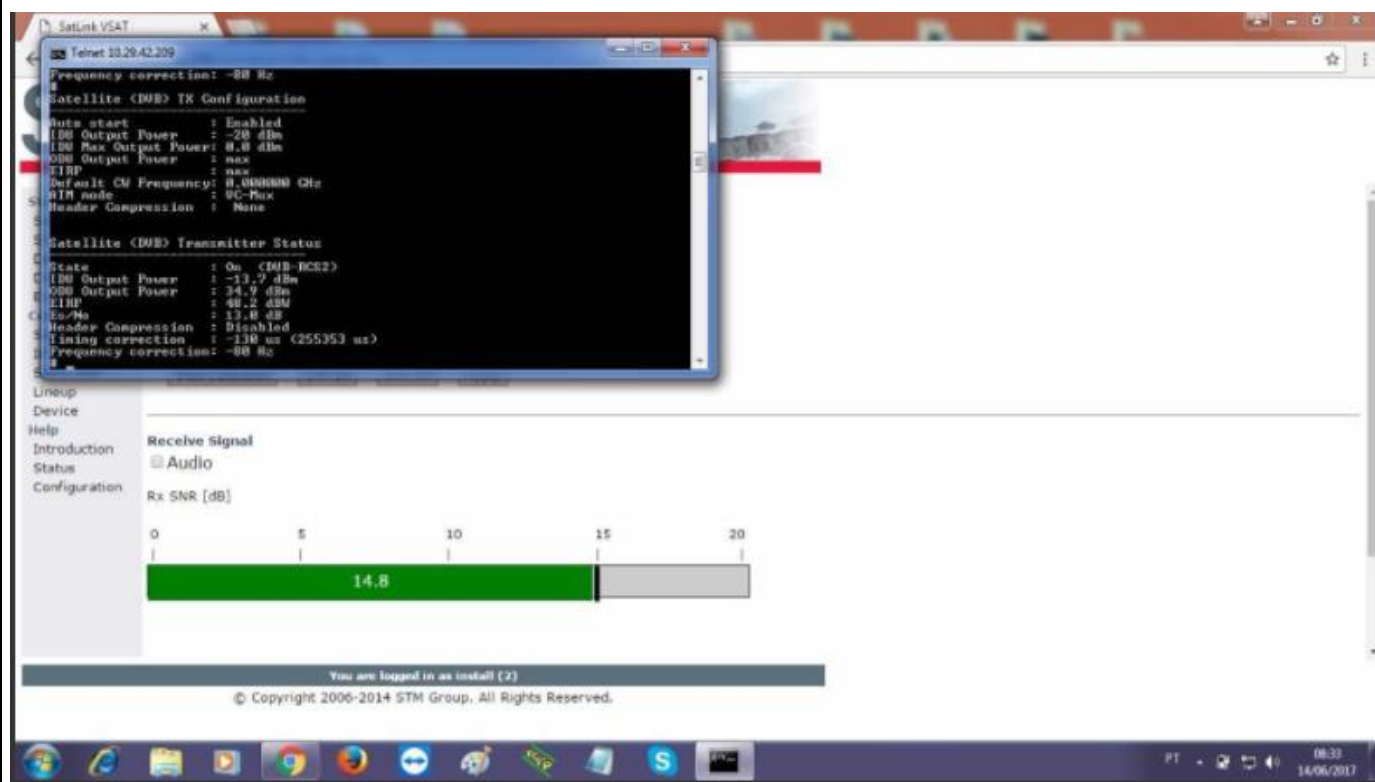 SatLink VSAT
Telnet 10.29.42.209
Frequency correction: -80 Hz
#
Satellite (DVB) TX Configuration
Auto start : Enabled
IDU Output Power : -20 dBm
IDU Max Output Power: 0.0 dBm
ODU Output Power : max
EIRP : max
Default CW Frequency: 0.000000 GHz
ATM mode : VC-Mux
Header Compression : None
Satellite (DVB) Transmitter Status
State : On (DVB-RCS2)
IDU Output Power : -13.7 dBm
ODU Output Power : 34.9 dBm
EIRP : 48.2 dBW
Es/No : 13.0 dB
Header Compression : Disabled
Timing correction : -130 us (255353 us)
Frequency correction: -80 Hz
#
Lineup
Device
Help
Introduction
Status
Configuration
Receive Signal
Audio
Rx SNR [dB]
0 5 10 15 20
14.8
You are logged in as install (2)
© Copyright 2006-2014 STM Group. All Rights Reserved.
PT
08:33
14/06/2017